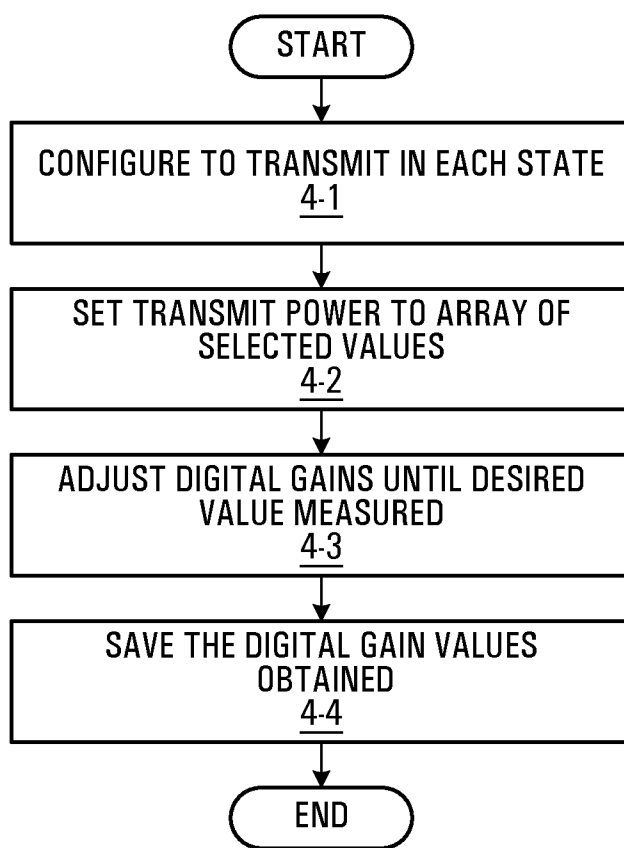 START
CONFIGURE TO TRANSMIT IN EACH STATE
4-1
SET TRANSMIT POWER TO ARRAY OF
SELECTED VALUES
4-2
ADJUST DIGITAL GAINS UNTIL DESIRED
VALUE MEASURED
4-3
SAVE THE DIGITAL GAIN VALUES
OBTAINED
4-4
END